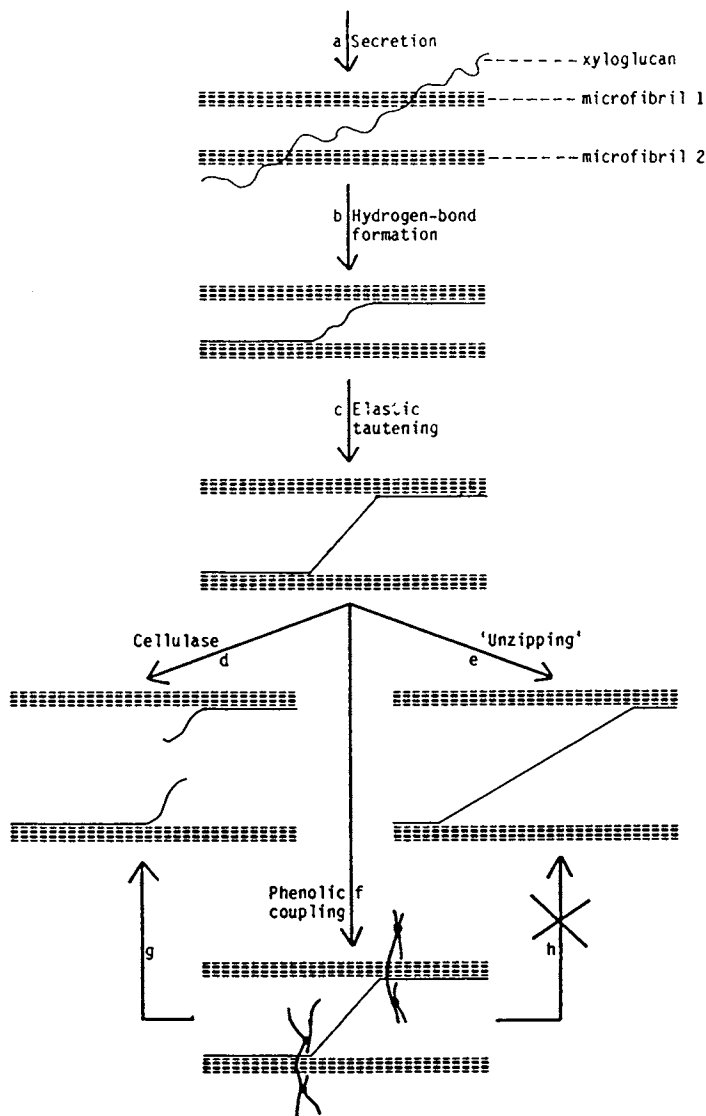 a Secretion
xyloglucan
microfibril 1
microfibril 2
b Hydrogen-bond
formation
c Elastic
tautening
Cellulase
d
'Unzipping'
e
Phenolic f
coupling
g
h